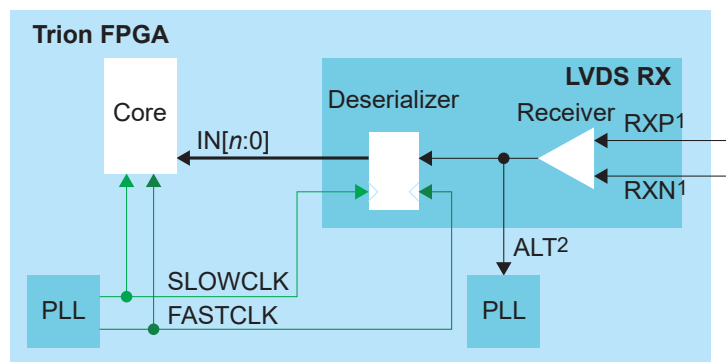 Trion FPGA
LVDS RX
Deserializer
Receiver
Core
RXP1
IN[n:0]
RXN1
ALT2
SLOWCLK
PLL
PLL
FASTCLK